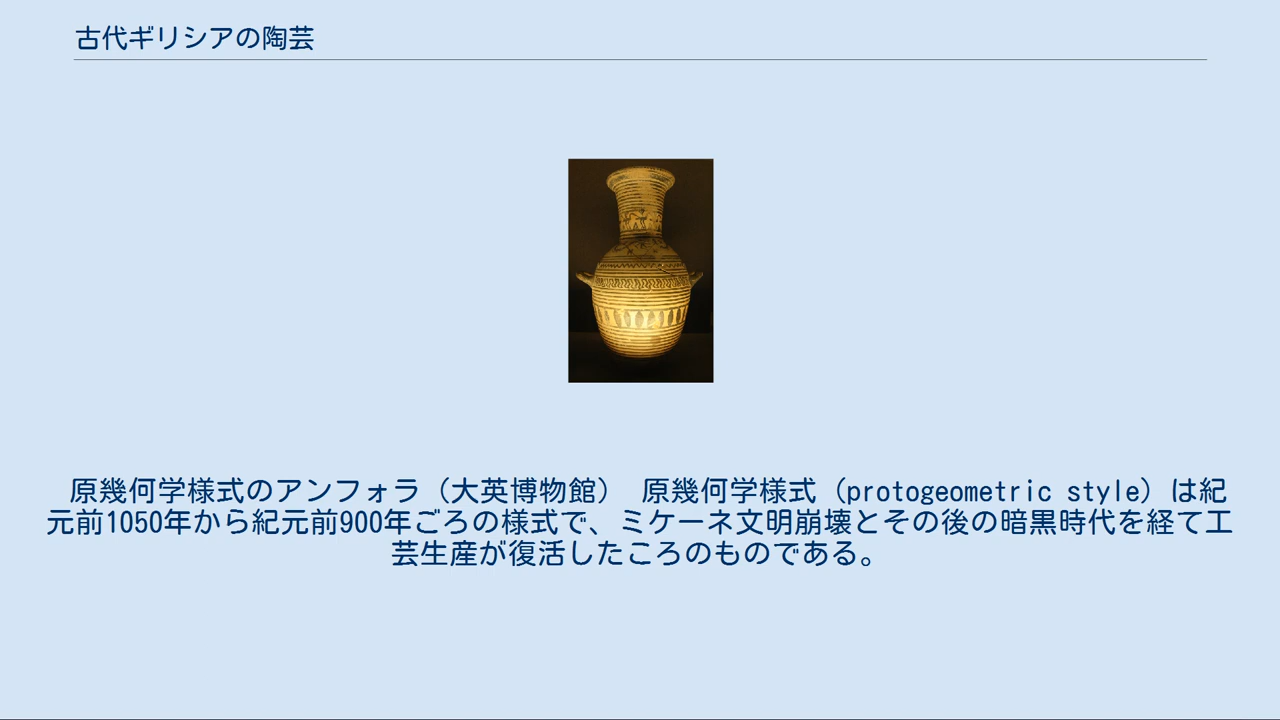 古代ギリシアの陶芸
原幾何学様式のアンフォラ（大英博物館） 原幾何学様式（protogeometric style）は紀
元前1050年から紀元前900年ごろの様式で、ミケーネ文明崩壊とその後の暗黒時代を経て工
芸生産が復活したころのものである。